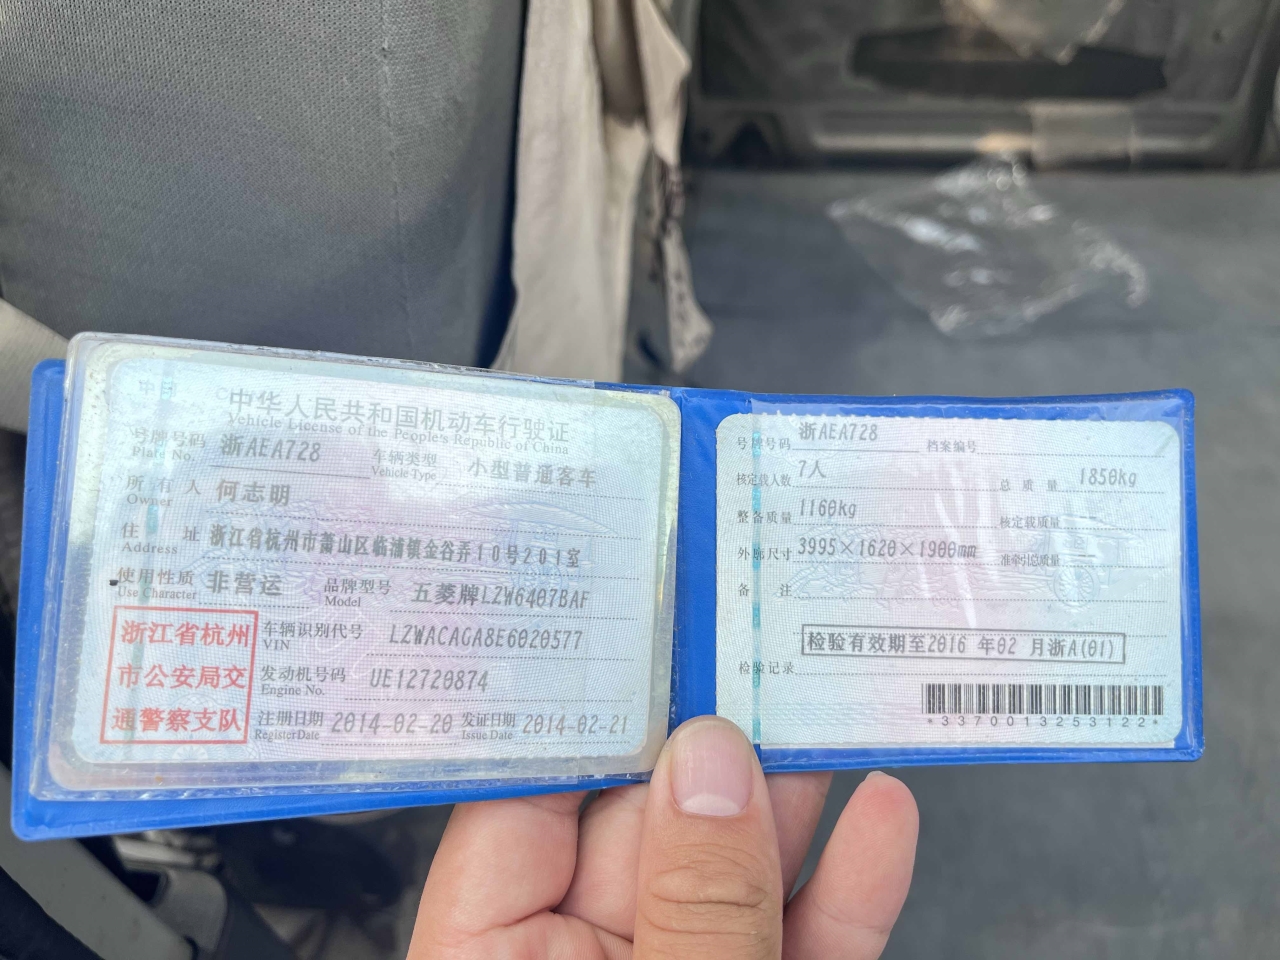 中华人民共和国机动车行驶证
Vehicle License of the People's Republic of China
号牌号码 浙AEA728 车辆类型 小型普通客车
Plate No. Vehicle Type
所有人 何志明
Owner
住址 浙江省杭州市萧山区临浦镇金谷弄10号201室
Address
使用性质 非营运 品牌型号 五菱牌LZW6407BAF
Use Character Model
浙江省杭州
市公安局交
通警察支队
车辆识别代号 LZWACAGA8E6020577
VIN
发动机号码 UE12720874
Engine No.
注册日期 2014-02-20 发证日期 2014-02-21
Register Date Issue Date
号牌号码 浙AEA728 档案编号
核定载人数 7人 总质量 1850kg
整备质量 1160kg 核定载质量
外廓尺寸 3995×1620×1900mm 准牵引总质量
备注
检验有效期至2016 年02 月浙A(01)
检验记录
*3370013253122*